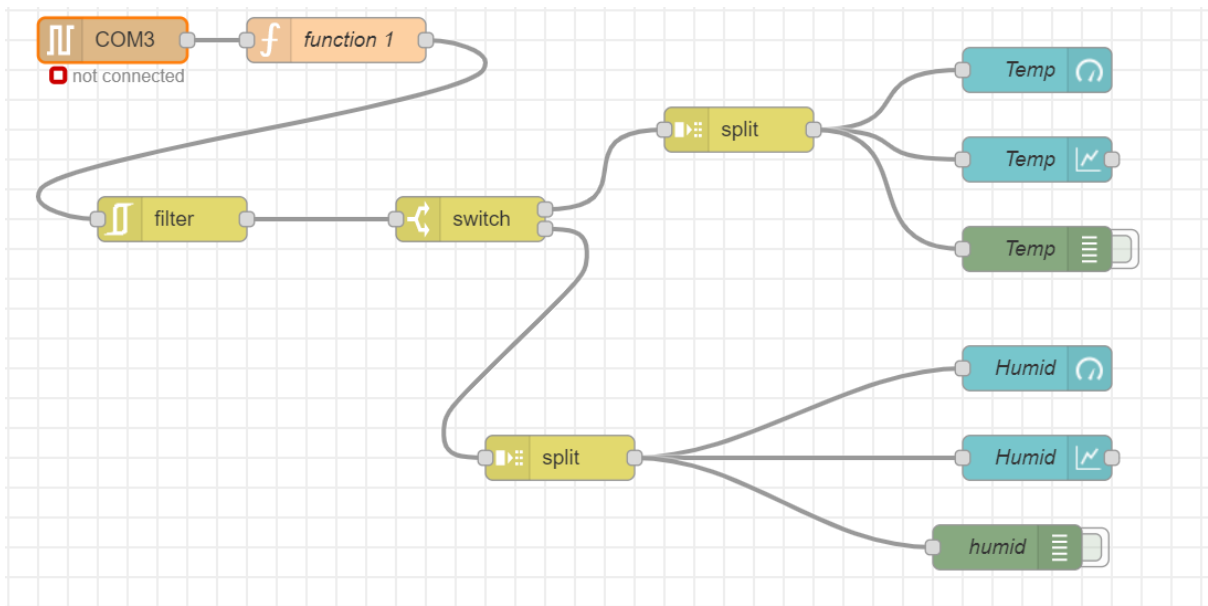 COM3
function 1
not connected
Temp
split
Temp
filter
switch
Temp
Humid
split
Humid
humid